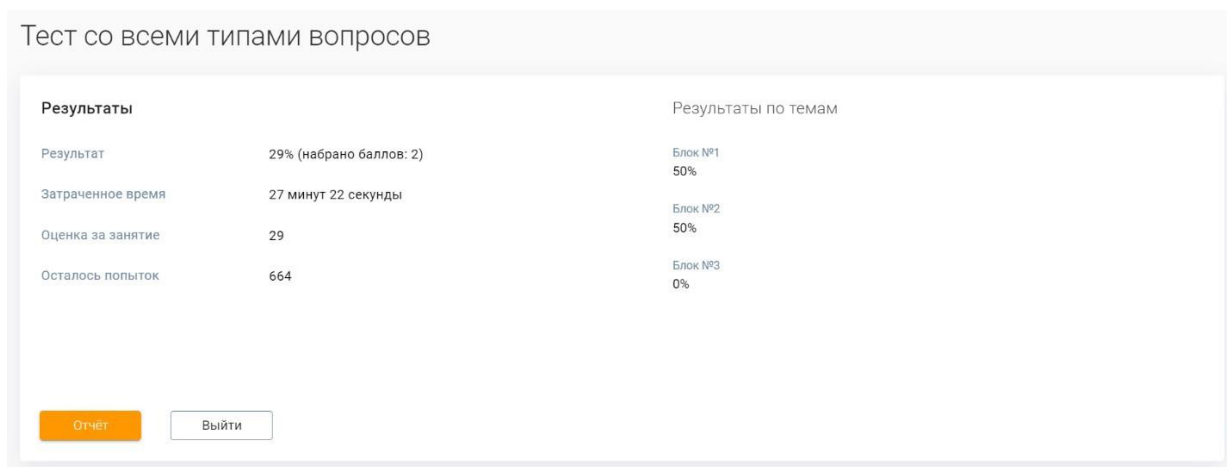 Тест со всеми типами вопросов
Результаты
Результат 29% (набрано баллов: 2)
Затраченное время 27 минут 22 секунды
Оценка за занятие 29
Осталось попыток 664
Результаты по темам
Блок №1
50%
Блок №2
50%
Блок №3
0%
Отчёт Выйти